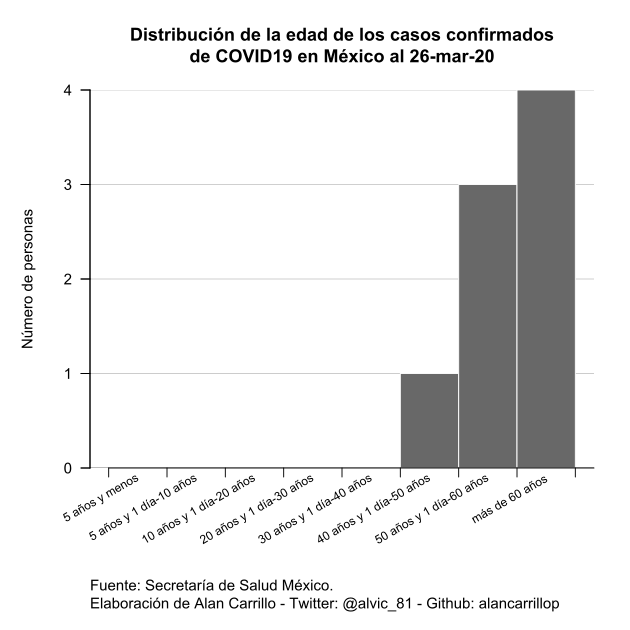 Distribución de la edad de los casos confirmados
de COVID19 en México al 26-mar-20
Número de personas
4
3
2
1
0
5 años y menos
5 años y 1 día-10 años
10 años y 1 día-20 años
20 años y 1 día-30 años
30 años y 1 día-40 años
40 años y 1 día-50 años
50 años y 1 día-60 años
más de 60 años
Fuente: Secretaría de Salud México.
Elaboración de Alan Carrillo - Twitter: @alvic_81 - Github: alancarrillop